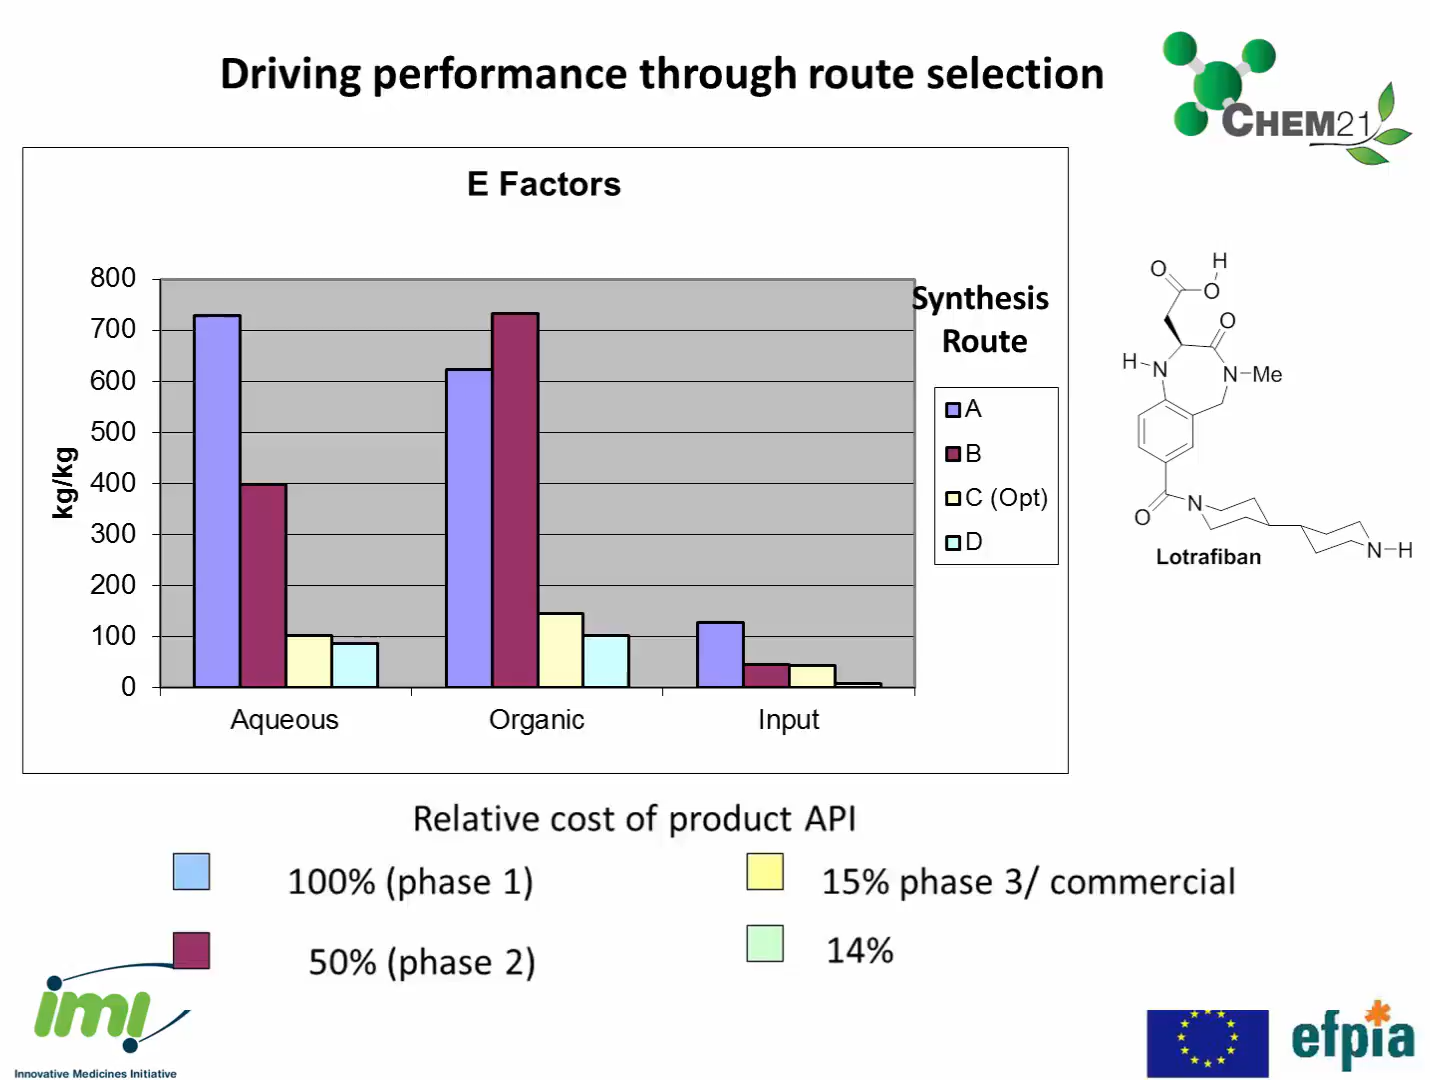 Driving performance through route selection
CHEM21
E Factors
800
700
600
500
400
300
200
100
0
kg/kg
Aqueous
Organic
Input
Synthesis
Route
A
B
C (Opt)
D
O
H
O
O
H
N
N
Me
O
N
N
H
Lotrafiban
Relative cost of product API
100% (phase 1)
15% phase 3/ commercial
50% (phase 2)
14%
imi
Innovative Medicines Initiative
efpia